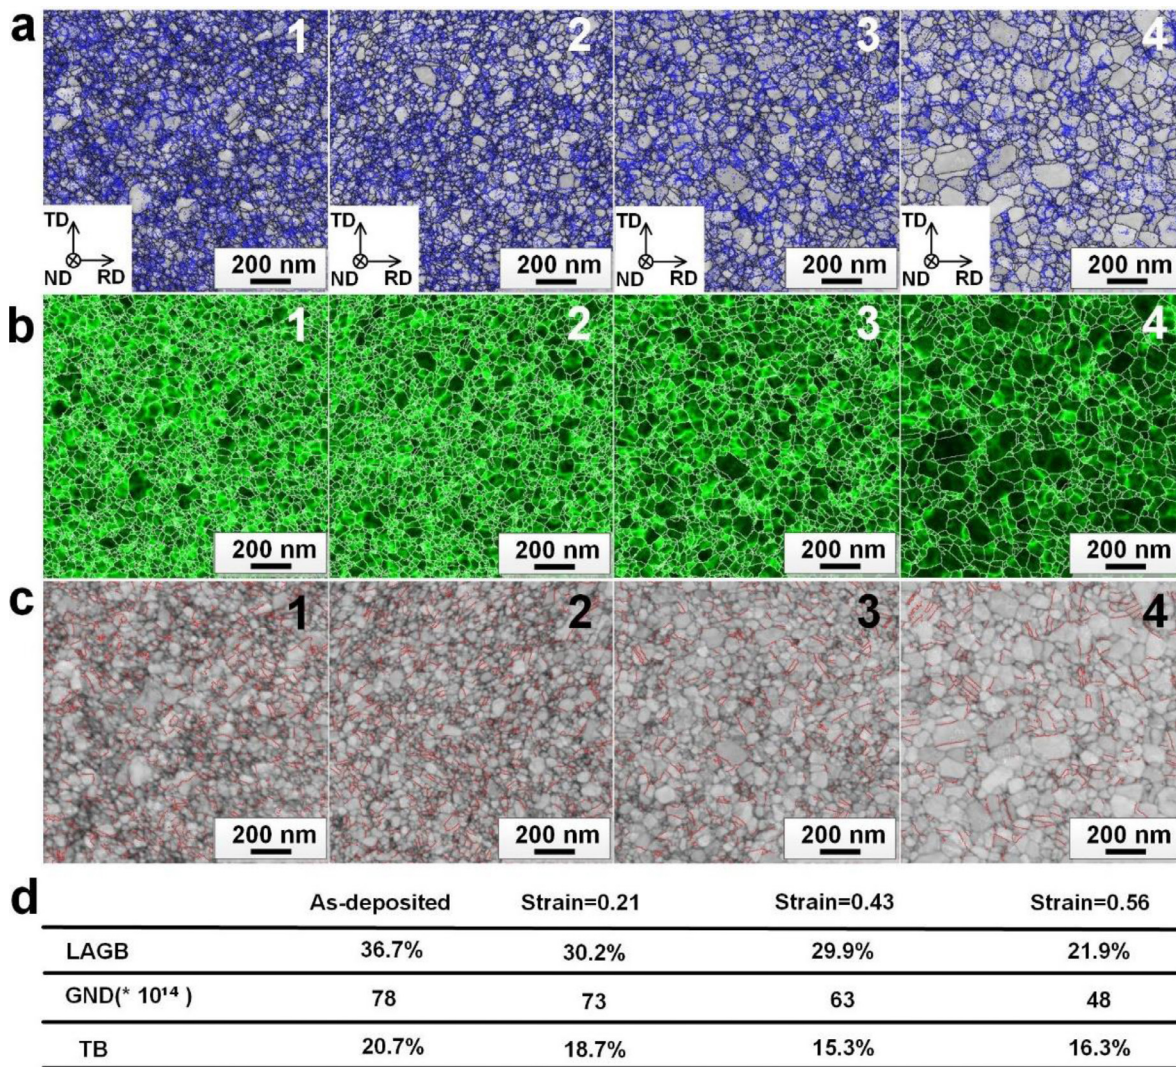 a
1
2
3
4
TD
ND RD
200 nm
TD
ND RD
200 nm
TD
ND RD
200 nm
TD
ND RD
200 nm
b
1
2
3
4
200 nm
200 nm
200 nm
200 nm
c
1
2
3
4
200 nm
200 nm
200 nm
200 nm
d
As-deposited Strain=0.21 Strain=0.43 Strain=0.56
LAGB 36.7% 30.2% 29.9% 21.9%
GND(* 10¹⁴ ) 78 73 63 48
TB 20.7% 18.7% 15.3% 16.3%